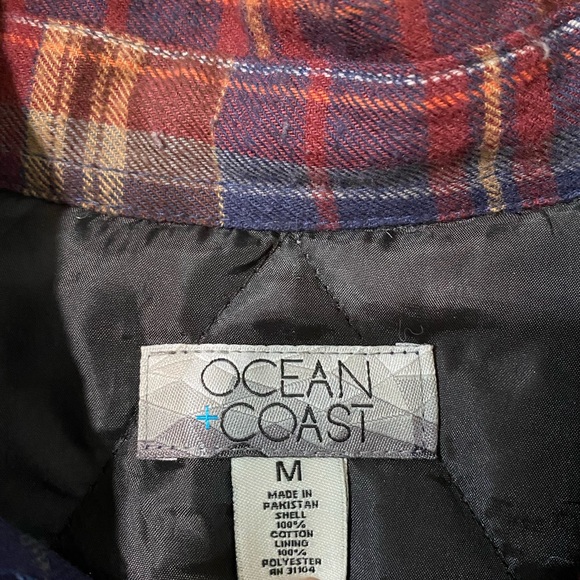 OCEAN
+COAST
M
MADE IN
PAKISTAN
SHELL
100%
COTTON
LINING
100%
POLYESTER
RN 31104